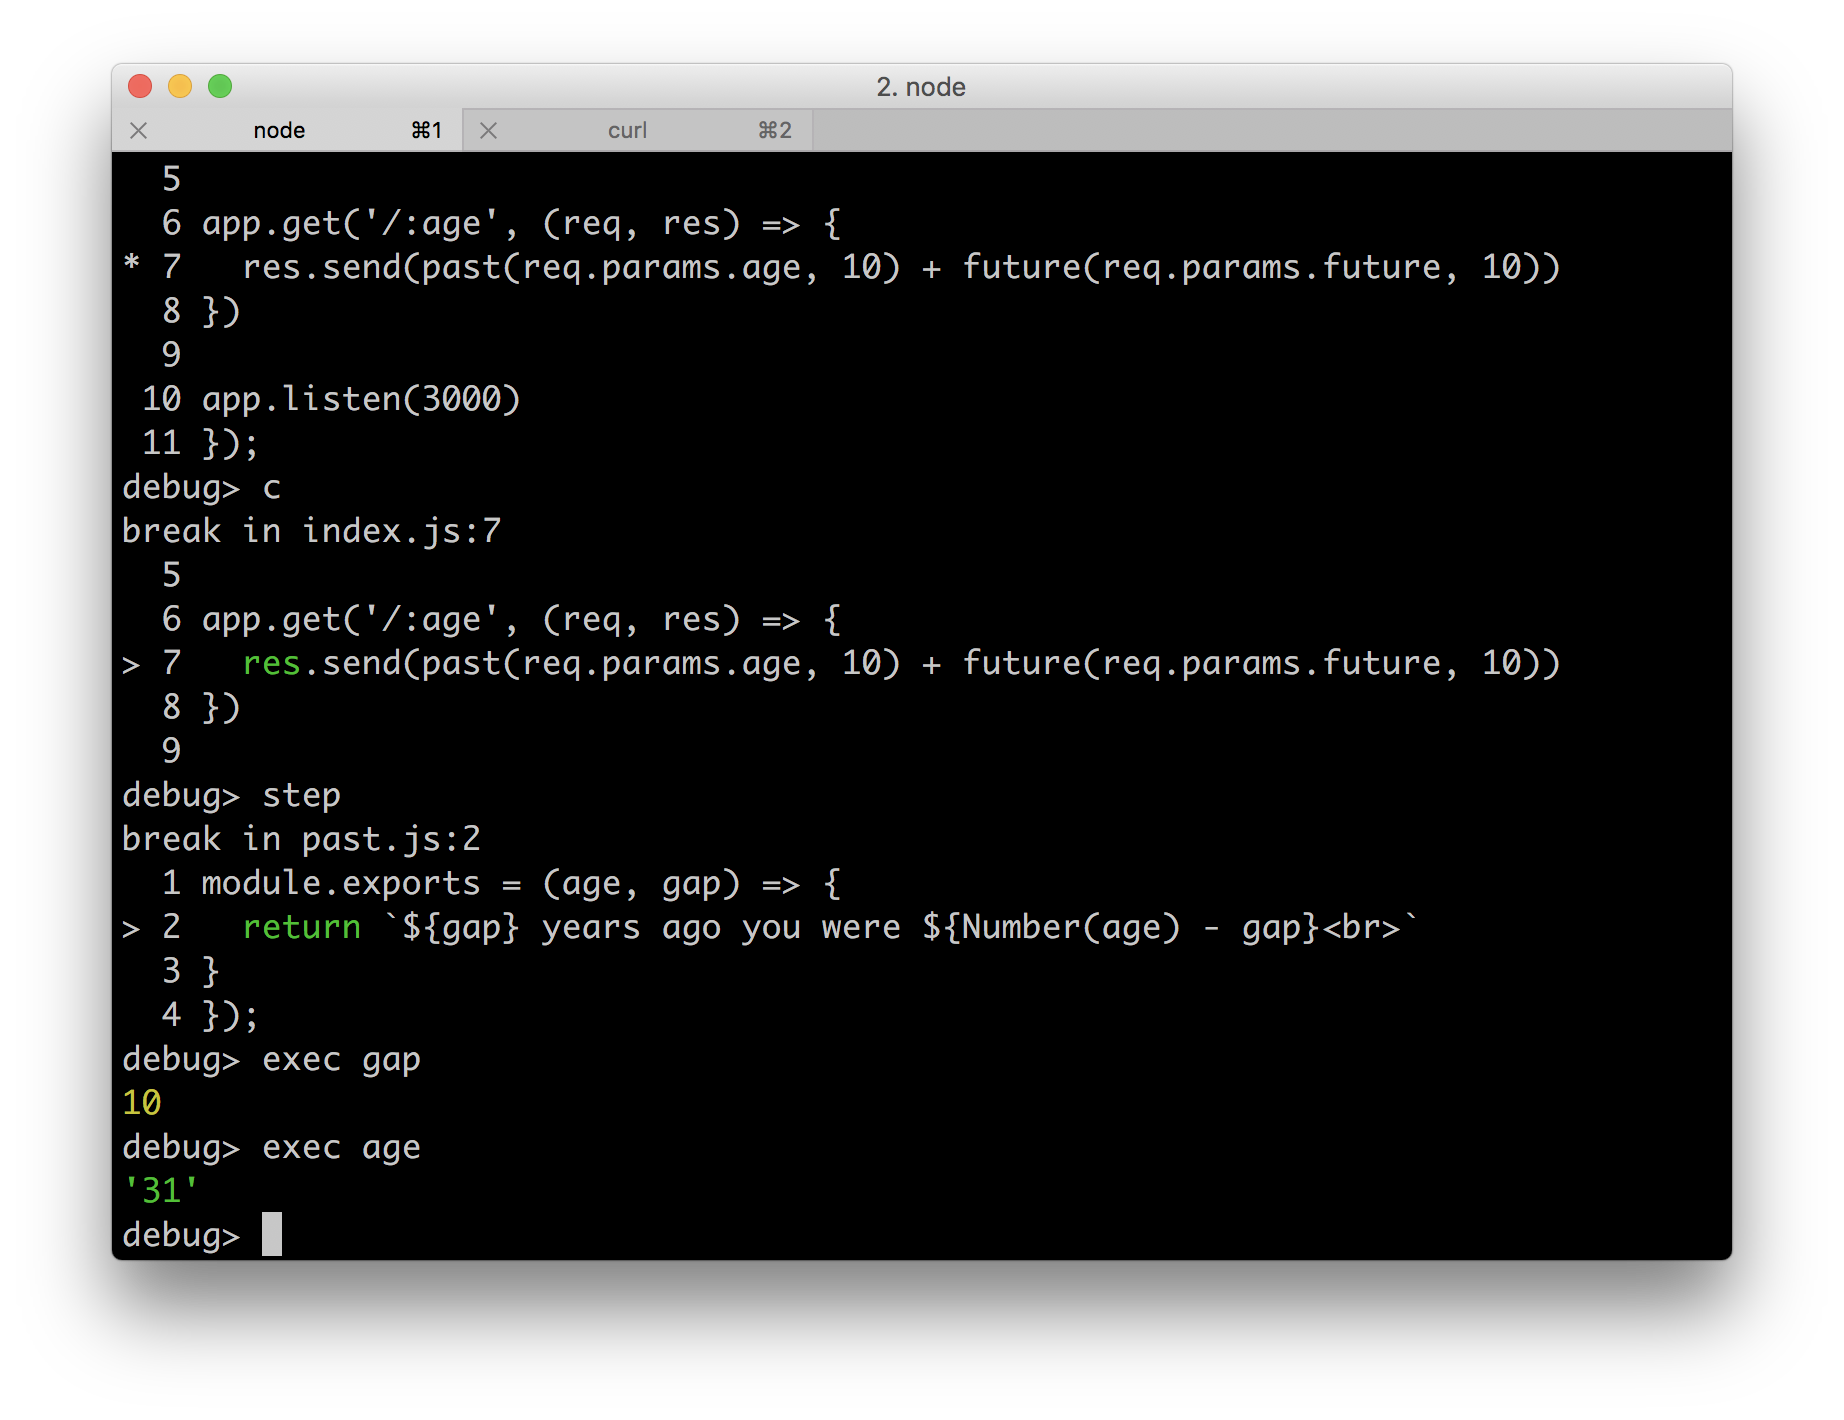 2. node
node ⌘1 curl ⌘2
5
6 app.get('/:age', (req, res) => {
* 7   res.send(past(req.params.age, 10) + future(req.params.future, 10))
8 })
9
10 app.listen(3000)
11 });
debug> c
break in index.js:7
5
6 app.get('/:age', (req, res) => {
> 7   res.send(past(req.params.age, 10) + future(req.params.future, 10))
8 })
9
debug> step
break in past.js:2
1 module.exports = (age, gap) => {
> 2   return `${gap} years ago you were ${Number(age) - gap}<br>`
3 }
4 });
debug> exec gap
10
debug> exec age
'31'
debug>